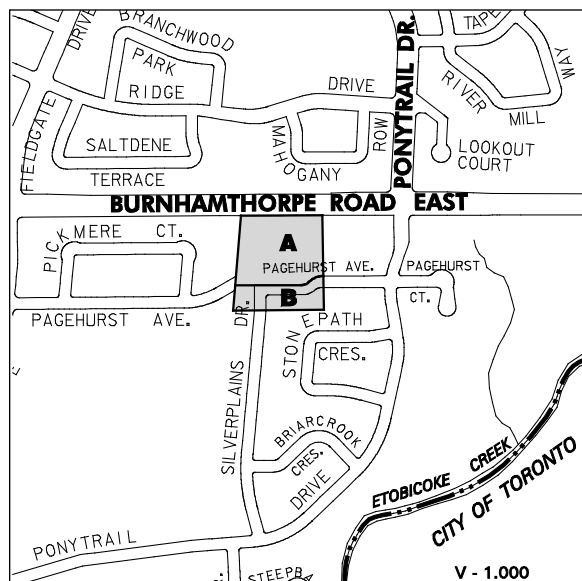 DRIVE
BRANCHWOOD
PARK
RIDGE
DRIVE
TAPE
WAY
RIVER
MILL
PONYTRAIL DR.
FIELDGATE
SALTDENE
TERRACE
MAHOGANY
ROW
LOOKOUT
COURT
BURNHAMTHORPE ROAD EAST
PICKMERE CT.
A
PAGEHURST AVE.
PAGEHURST
CT.
B
PAGEHURST AVE.
SILVERPLAINS DR.
STONEPATH
CRES.
BRIARCROOK
CRES.
PONYTRAIL DRIVE
ETOBICOKE CREEK
CITY OF TORONTO
STEEPB
V - 1.000